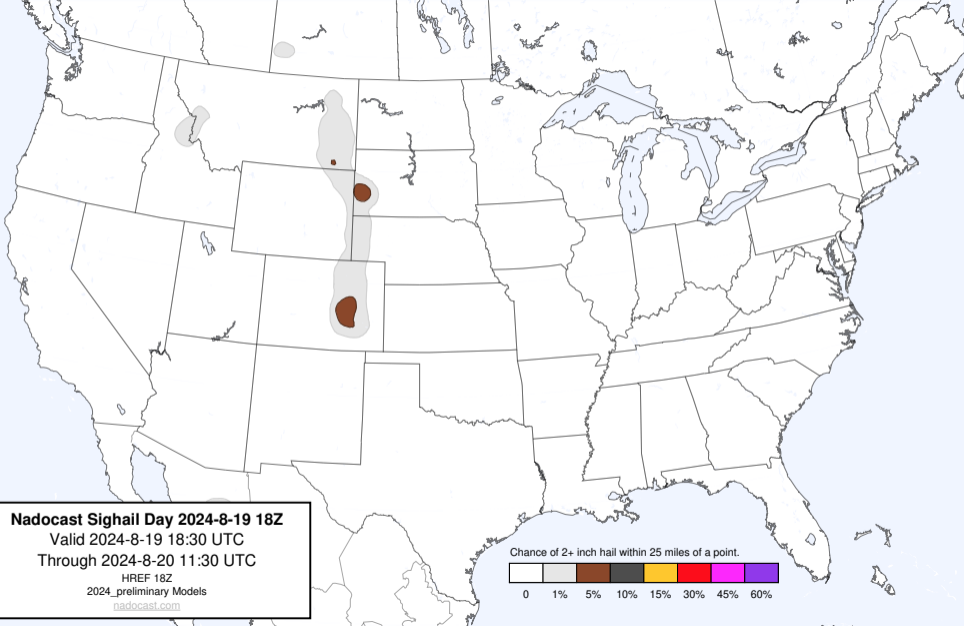 Nadocast Sighail Day 2024-8-19 18Z
Valid 2024-8-19 18:30 UTC
Through 2024-8-20 11:30 UTC
HREF 18Z
2024_preliminary Models
nadocast.com
Chance of 2+ inch hail within 25 miles of a point.
0 1% 5% 10% 15% 30% 45% 60%